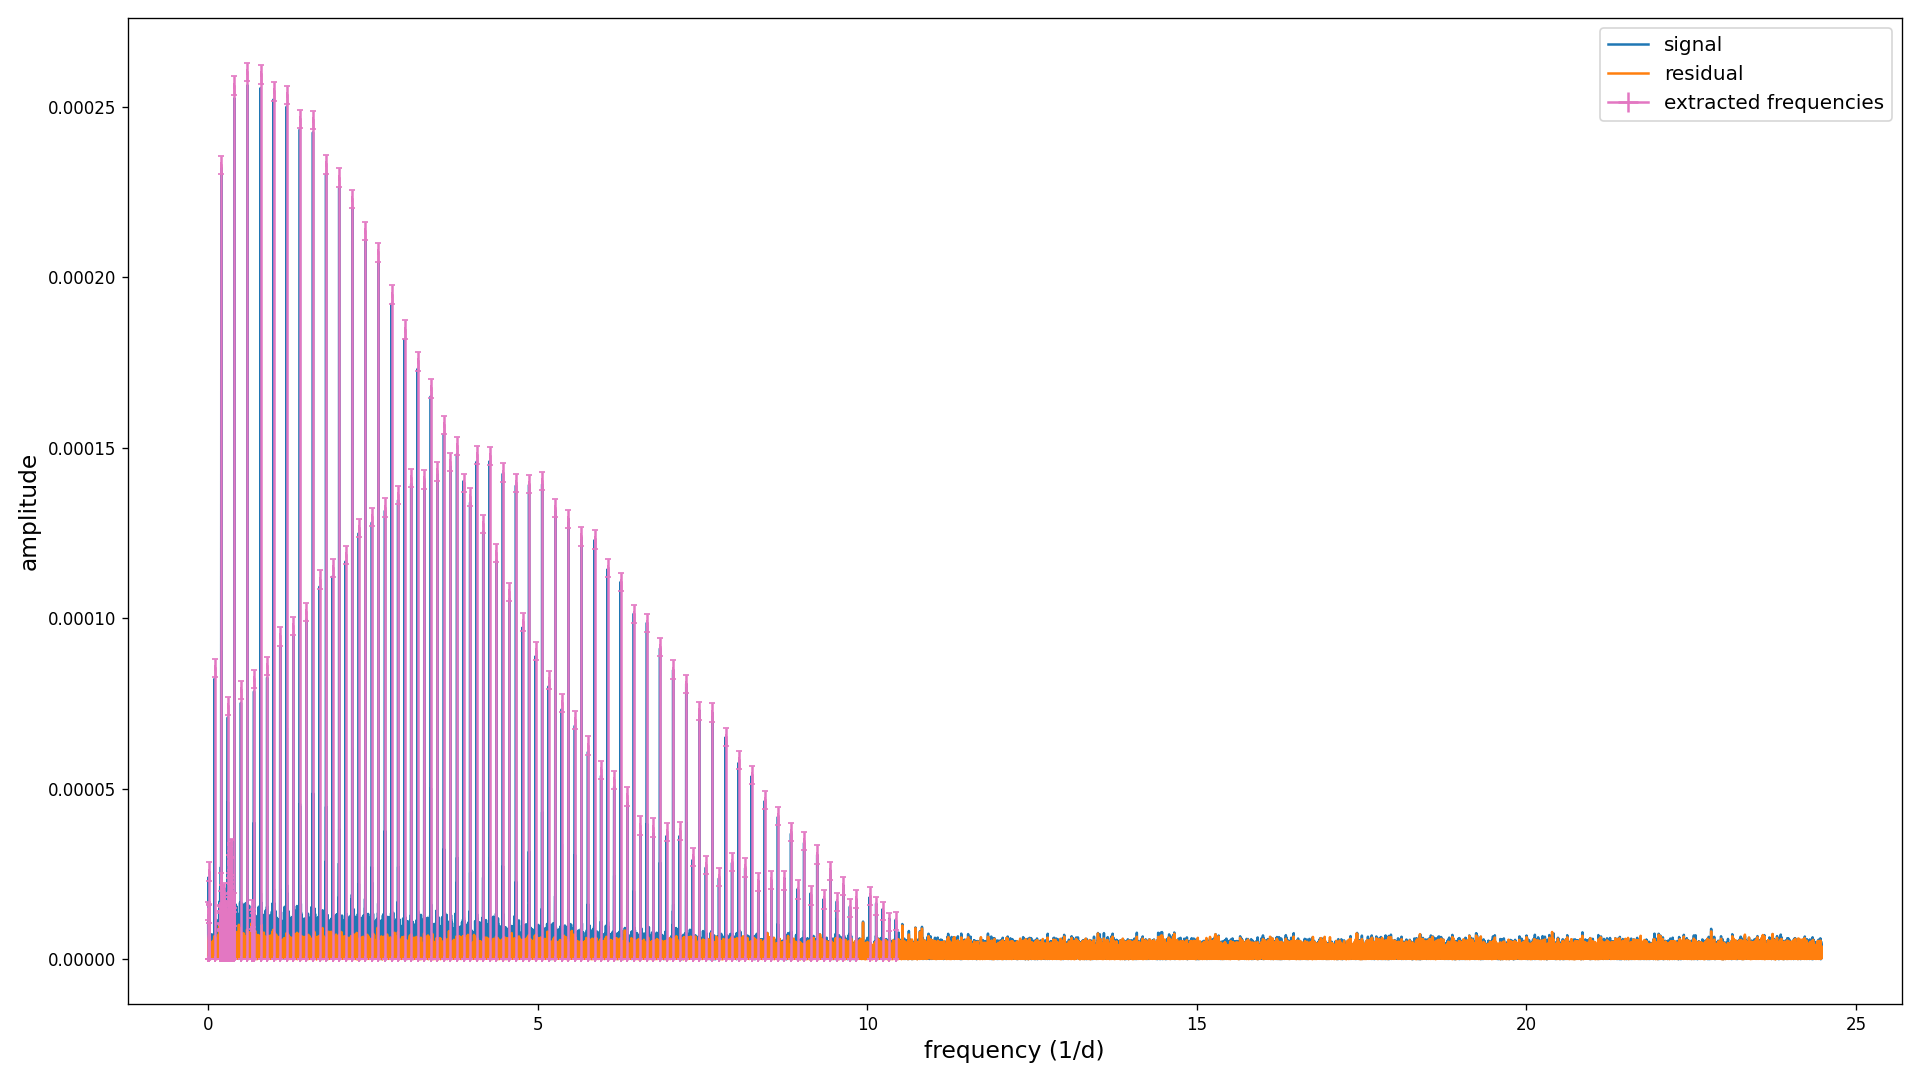 signal
residual
extracted frequencies
0.00025
0.00020
0.00015
0.00010
0.00005
0.00000
amplitude
0 5 10 15 20 25
frequency (1/d)